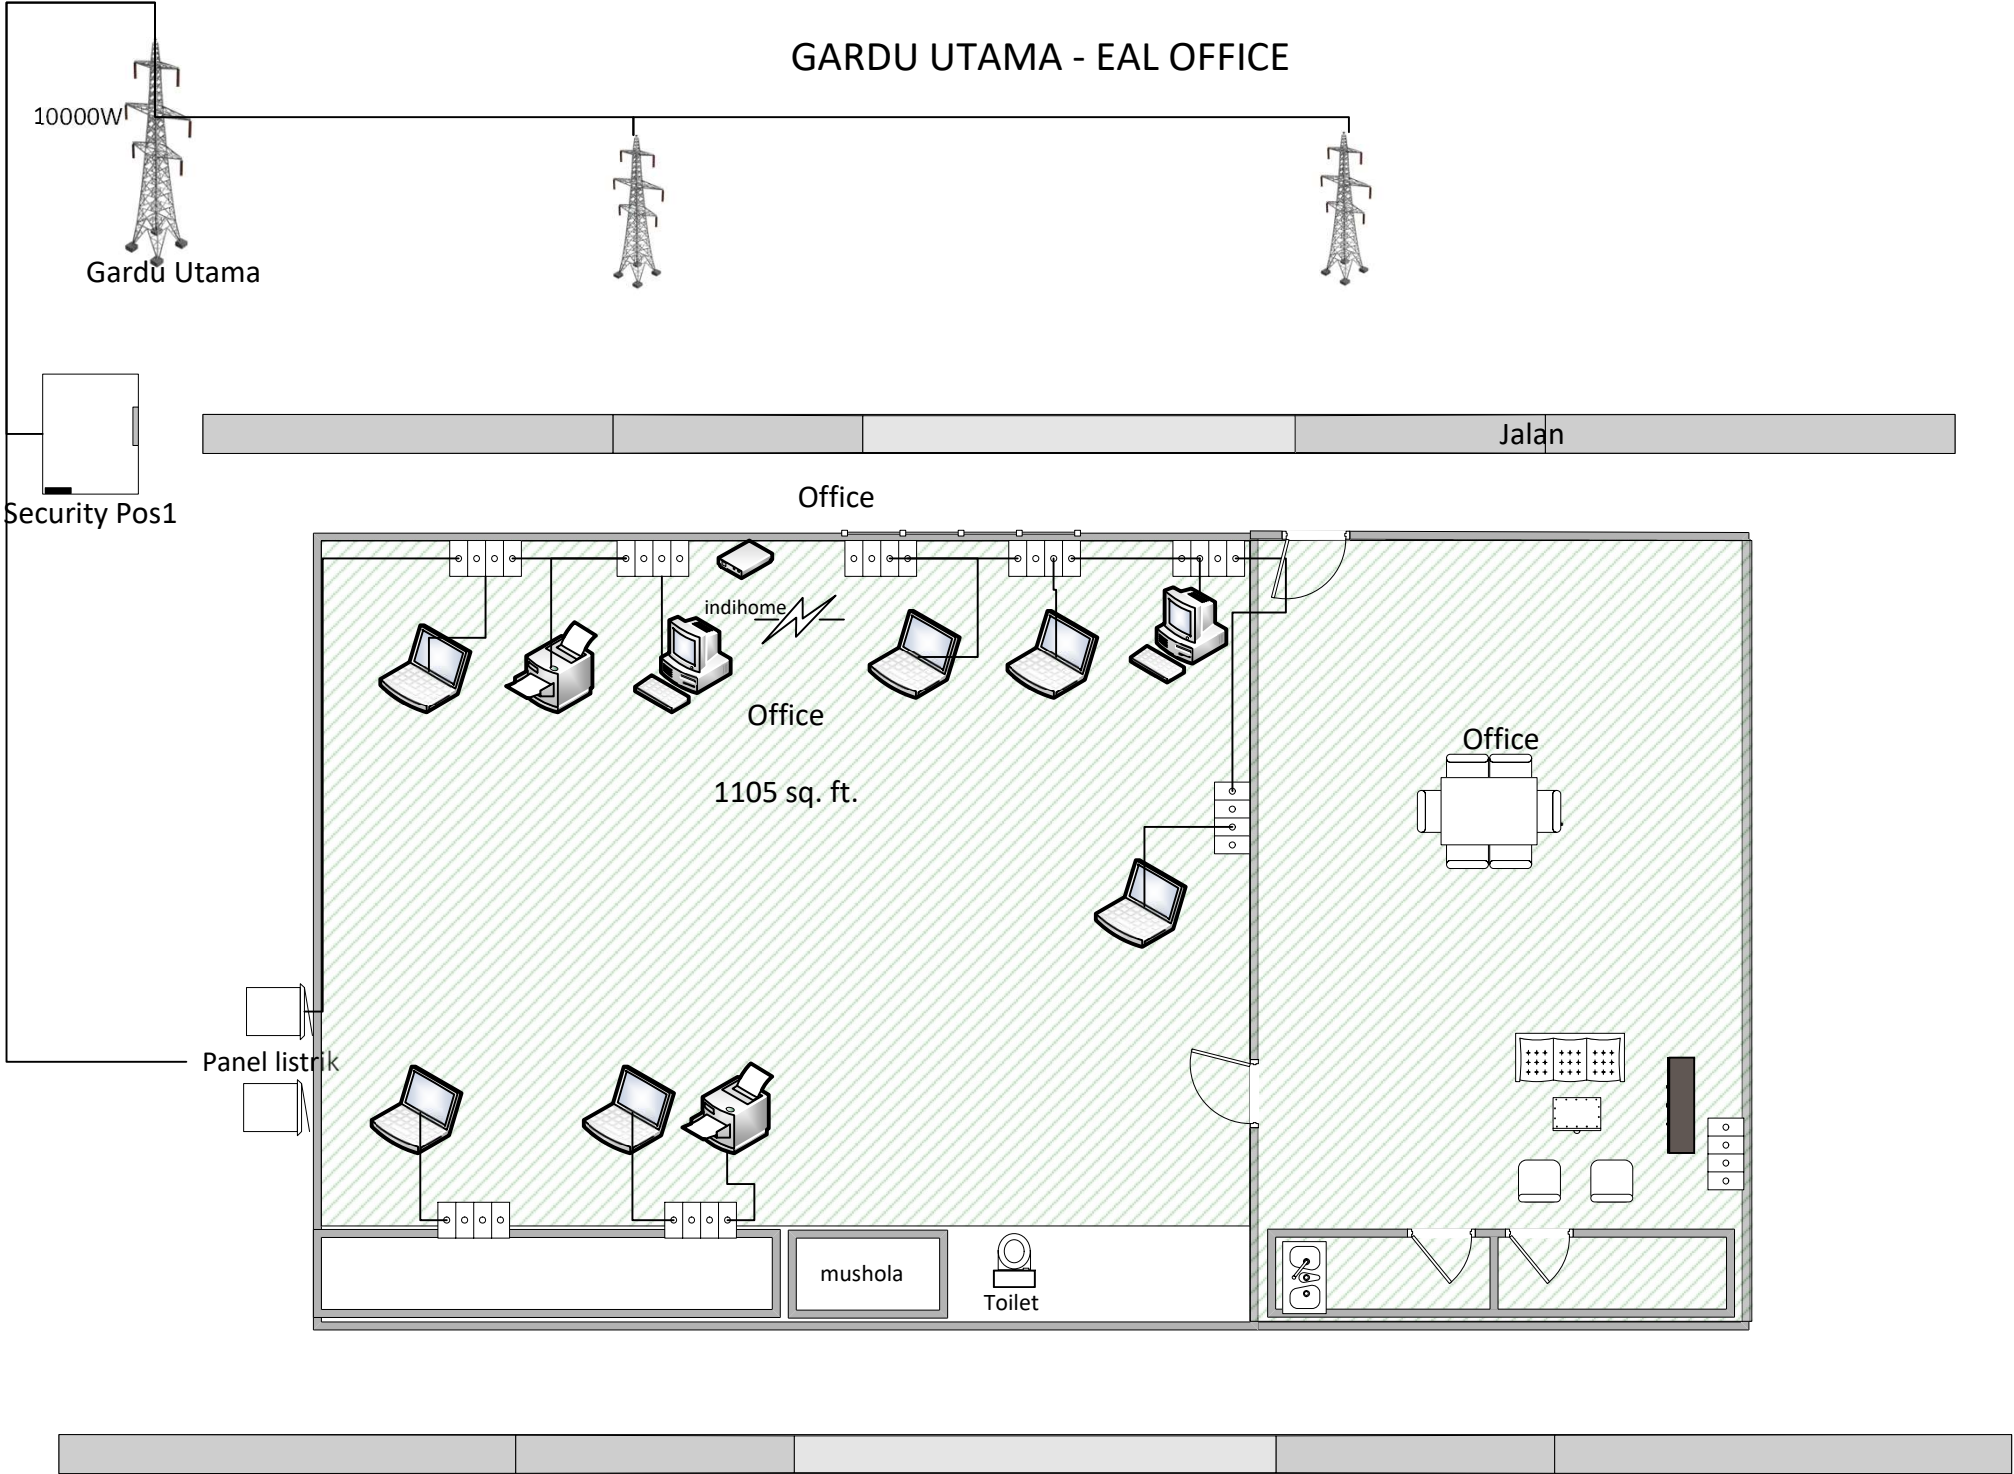 GARDU UTAMA - EAL OFFICE
10000W
Gardu Utama
Jalan
Office
Security Pos1
indihome
Office
Office
1105 sq. ft.
Panel listrik
mushola
Toilet